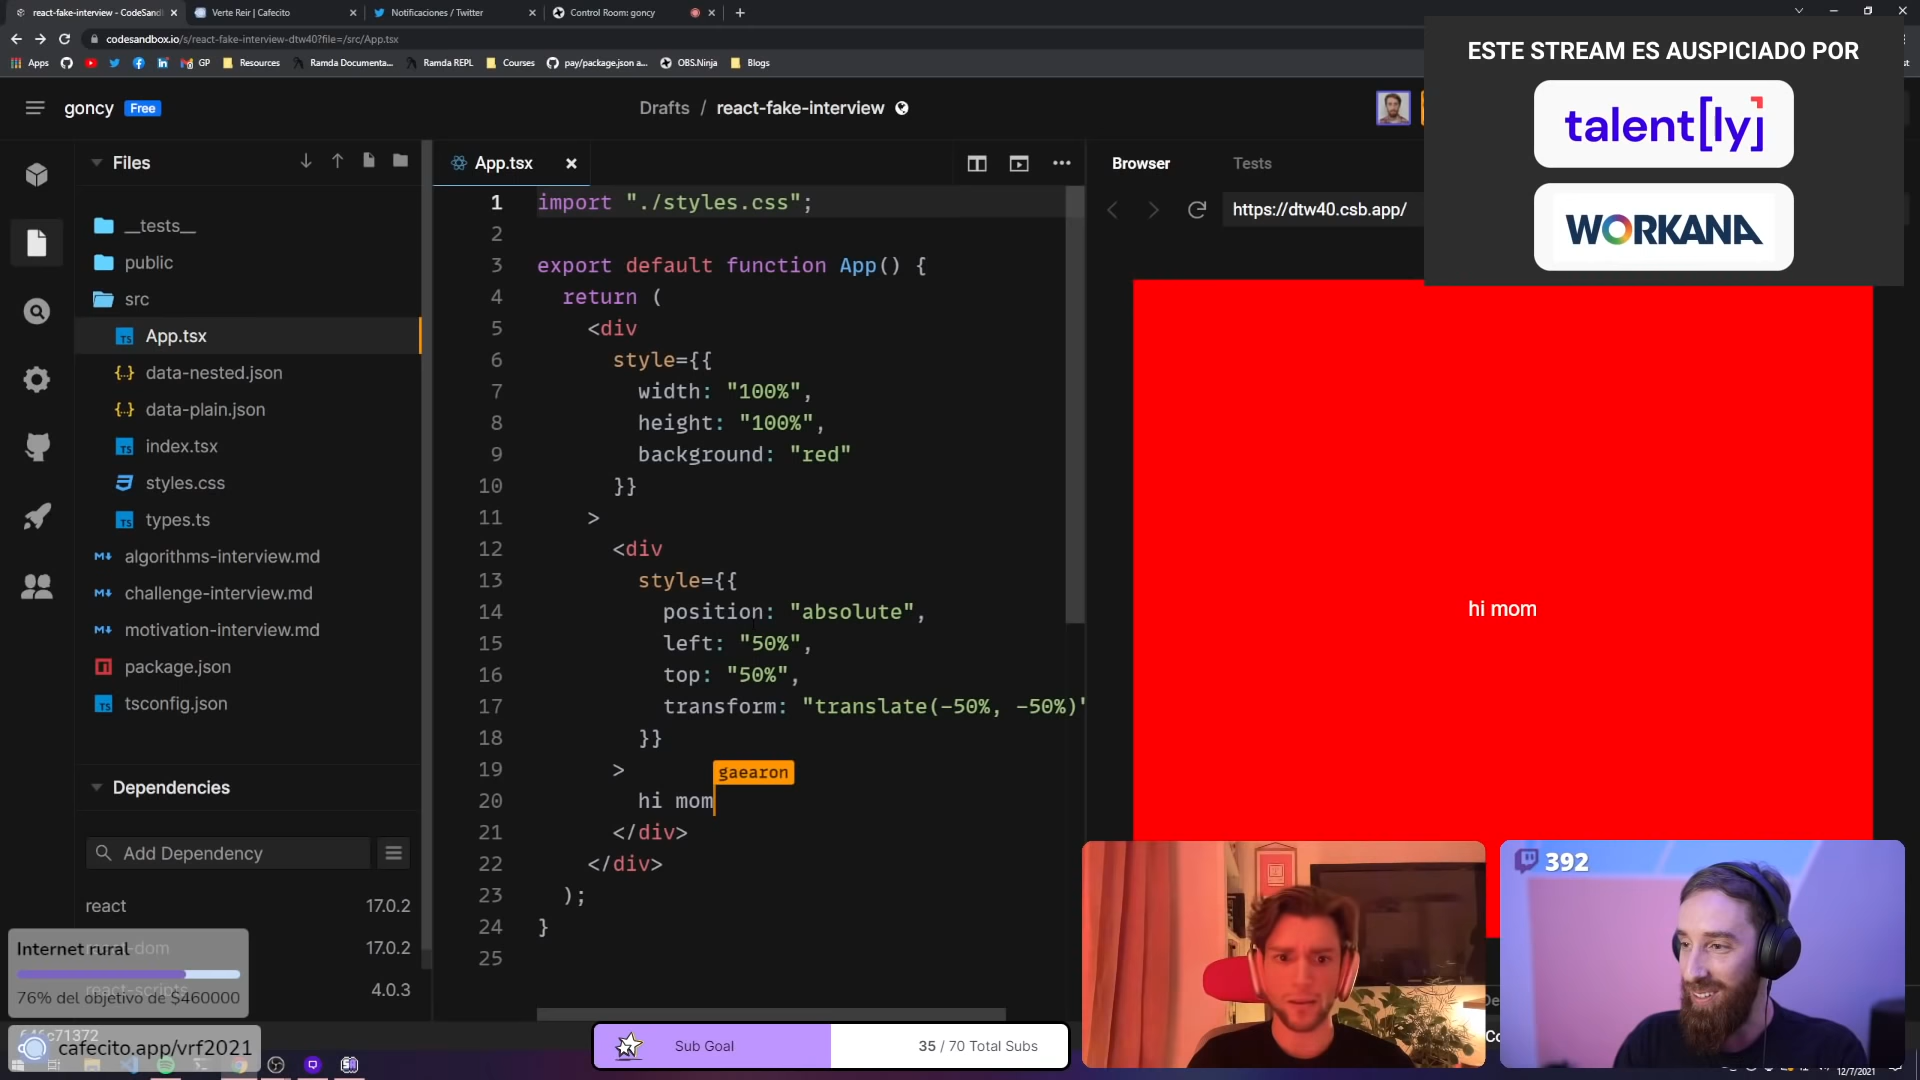 react-fake-interview - CodeSand
Verte Reir | Cafecito
Notificaciones / Twitter
Control Room: goncy
codesandbox.io/s/react-fake-interview-dtw40?file=/src/App.tsx
Apps
GP
Resources
Ramda Documenta...
Ramda REPL
Courses
pay/package.json a...
OBS.Ninja
Blogs
ESTE STREAM ES AUSPICIADO POR
talent[ly]
WORKANA
goncy
Free
Drafts / react-fake-interview
Files
__tests__
public
src
App.tsx
data-nested.json
data-plain.json
index.tsx
styles.css
types.ts
algorithms-interview.md
challenge-interview.md
motivation-interview.md
package.json
tsconfig.json
Dependencies
Add Dependency
react 17.0.2
react-dom 17.0.2
react-scripts 4.0.3
App.tsx
1 import "./styles.css";
2
3 export default function App() {
4 return (
5 <div
6 style={{
7 width: "100%",
8 height: "100%",
9 background: "red"
10 }}
11 >
12 <div
13 style={{
14 position: "absolute",
15 left: "50%",
16 top: "50%",
17 transform: "translate(-50%, -50%)"
18 }}
19 >
gaearon
20 hi mom
21 </div>
22 </div>
23 );
24 }
25
Browser
Tests
https://dtw40.csb.app/
hi mom
392
Internet rural
76% del objetivo de $460000
cafecito.app/vrf2021
Sub Goal
35 / 70 Total Subs
12/7/2021